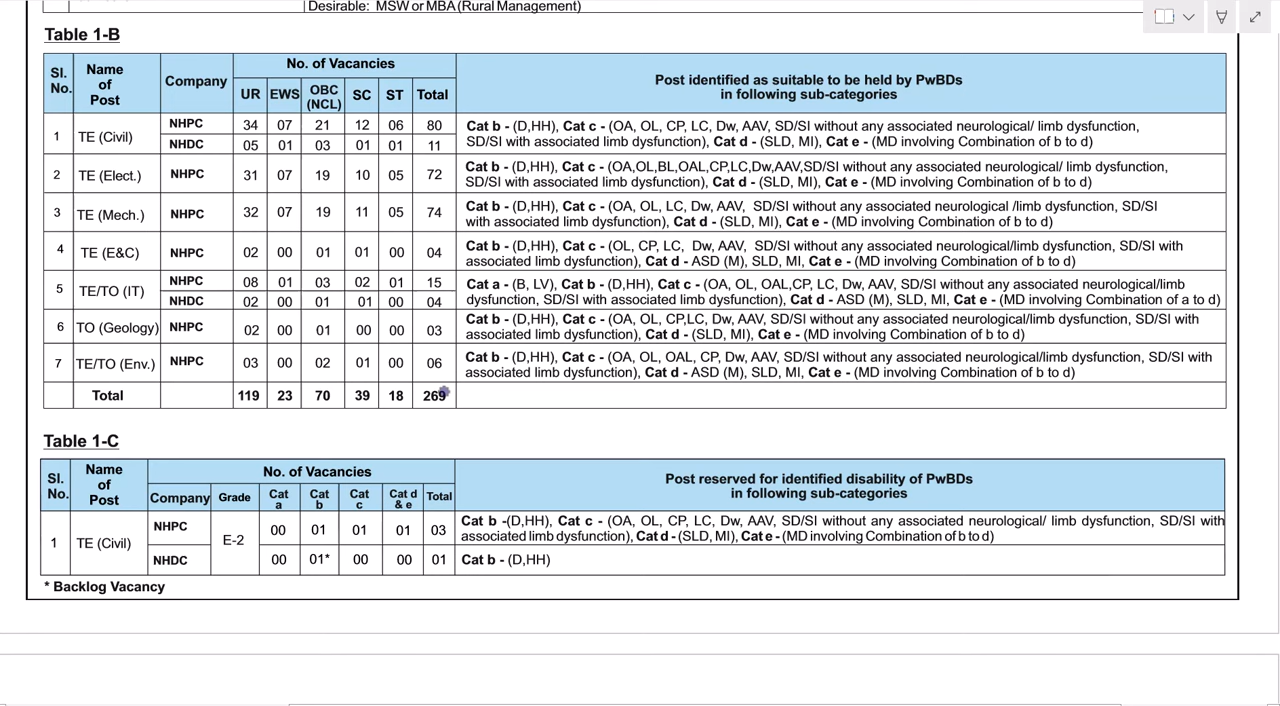 Desirable: MSW or MBA (Rural Management)
Table 1-B
Sl. No. Name of Post Company No. of Vacancies Post identified as suitable to be held by PwBDs in following sub-categories
UR EWS OBC (NCL) SC ST Total
1 TE (Civil) NHPC 34 07 21 12 06 80 Cat b - (D,HH), Cat c - (OA, OL, CP, LC, Dw, AAV, SD/SI without any associated neurological/ limb dysfunction,
NHDC 05 01 03 01 01 11 SD/SI with associated limb dysfunction), Cat d - (SLD, MI), Cat e - (MD involving Combination of b to d)
2 TE (Elect.) NHPC 31 07 19 10 05 72 Cat b - (D,HH), Cat c - (OA,OL,BL,OAL,CP,LC,Dw,AAV,SD/SI without any associated neurological/ limb dysfunction,
SD/SI with associated limb dysfunction), Cat d - (SLD, MI), Cat e - (MD involving Combination of b to d)
3 TE (Mech.) NHPC 32 07 19 11 05 74 Cat b - (D,HH), Cat c - (OA, OL, LC, Dw, AAV, SD/SI without any associated neurological /limb dysfunction, SD/SI
with associated limb dysfunction), Cat d - (SLD, MI), Cat e - (MD involving Combination of b to d)
4 TE (E&C) NHPC 02 00 01 01 00 04 Cat b - (D,HH), Cat c - (OL, CP, LC, Dw, AAV, SD/SI without any associated neurological/limb dysfunction, SD/SI with
associated limb dysfunction), Cat d - ASD (M), SLD, MI, Cat e - (MD involving Combination of b to d)
5 TE/TO (IT) NHPC 08 01 03 02 01 15 Cat a - (B, LV), Cat b - (D,HH), Cat c - (OA, OL, OAL,CP, LC, Dw, AAV, SD/SI without any associated neurological/limb
NHDC 02 00 01 01 00 04 dysfunction, SD/SI with associated limb dysfunction), Cat d - ASD (M), SLD, MI, Cat e - (MD involving Combination of a to d)
6 TO (Geology) NHPC 02 00 01 00 00 03 Cat b - (D,HH), Cat c - (OA, OL, CP,LC, Dw, AAV, SD/SI without any associated neurological/limb dysfunction, SD/SI with
associated limb dysfunction), Cat d - (SLD, MI), Cat e - (MD involving Combination of b to d)
7 TE/TO (Env.) NHPC 03 00 02 01 00 06 Cat b - (D,HH), Cat c - (OA, OL, OAL, CP, Dw, AAV, SD/SI without any associated neurological/limb dysfunction, SD/SI with
associated limb dysfunction), Cat d - ASD (M), SLD, MI, Cat e - (MD involving Combination of b to d)
Total 119 23 70 39 18 269
Table 1-C
Sl. No. Name of Post No. of Vacancies Post reserved for identified disability of PwBDs in following sub-categories
Company Grade Cat a Cat b Cat c Cat d & e Total
1 TE (Civil) NHPC E-2 00 01 01 01 03 Cat b -(D,HH), Cat c - (OA, OL, CP, LC, Dw, AAV, SD/SI without any associated neurological/ limb dysfunction, SD/SI with
associated limb dysfunction), Cat d - (SLD, MI), Cat e - (MD involving Combination of b to d)
NHDC 00 01* 00 00 01 Cat b - (D,HH)
* Backlog Vacancy